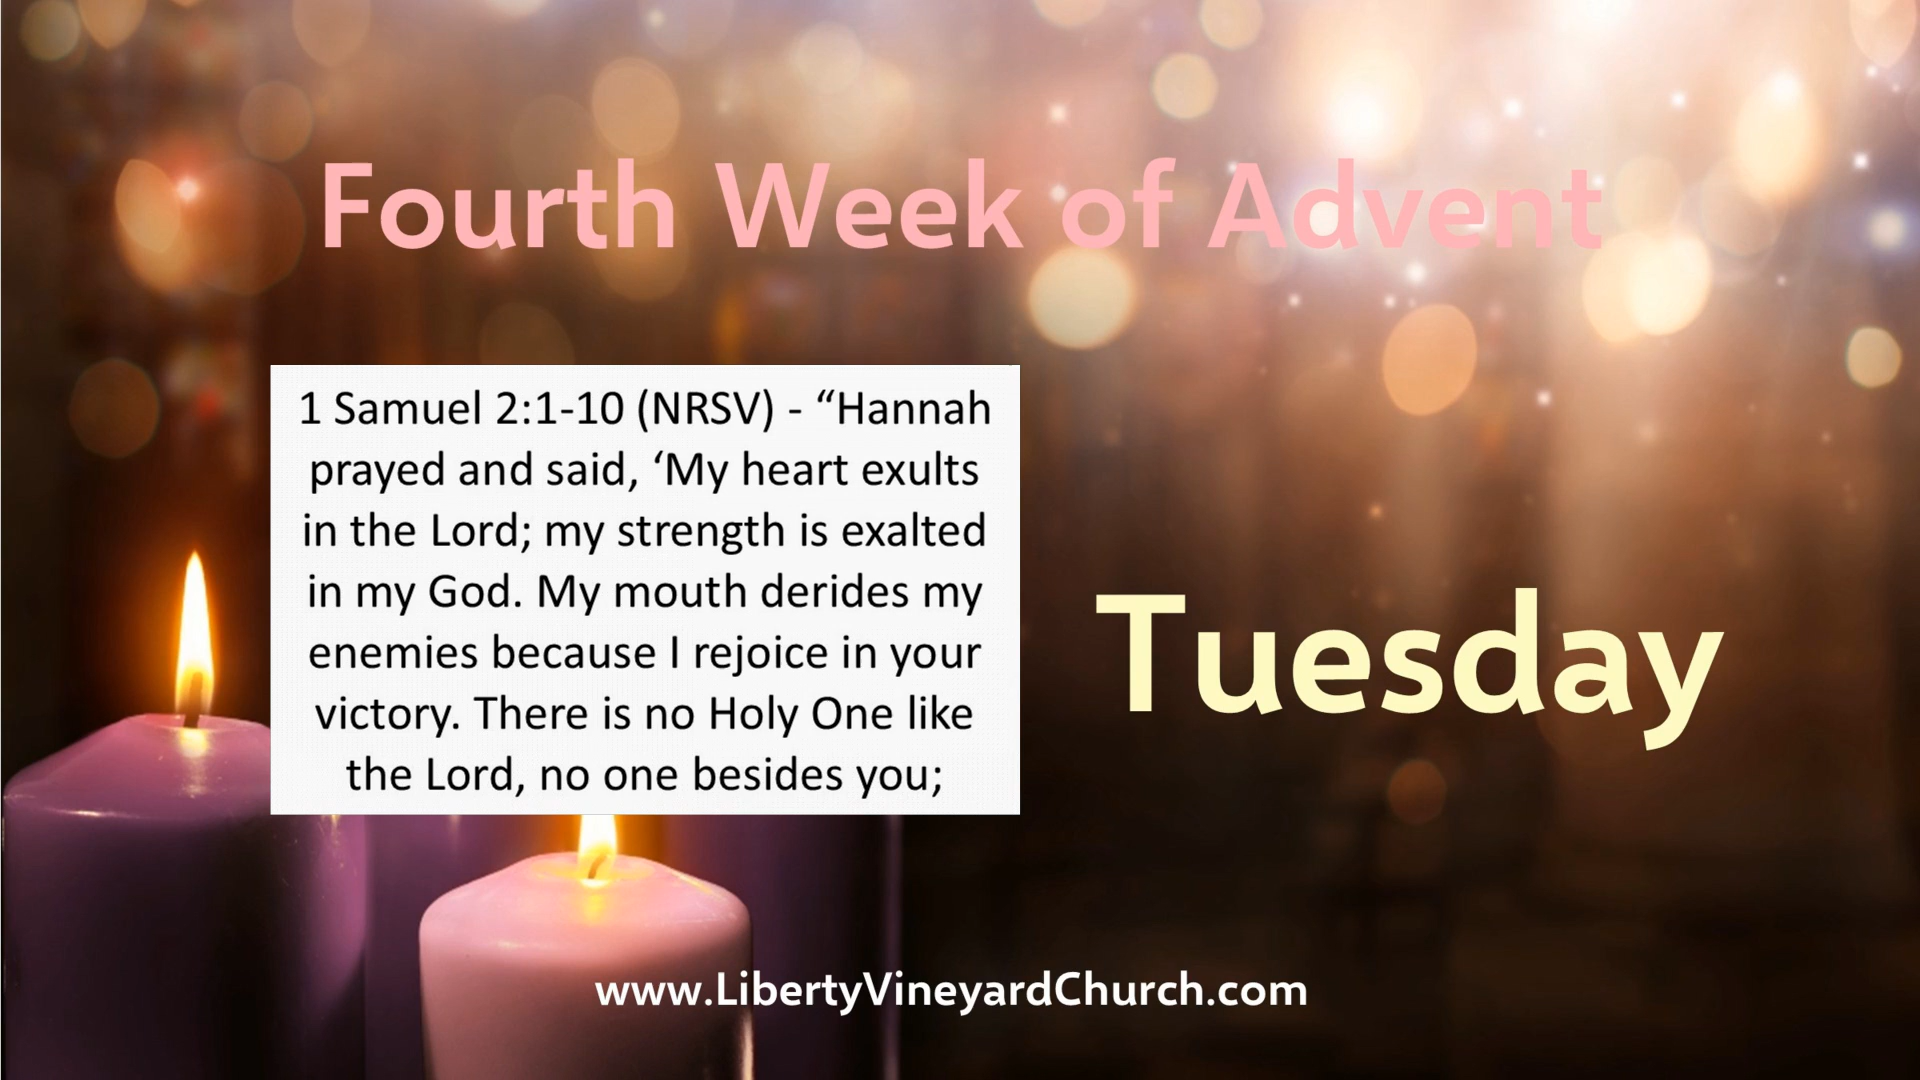 Fourth Week of Advent
1 Samuel 2:1-10 (NRSV) - “Hannah
prayed and said, ‘My heart exults
in the Lord; my strength is exalted
in my God. My mouth derides my
enemies because I rejoice in your
victory. There is no Holy One like
the Lord, no one besides you;
Tuesday
www.LibertyVineyardChurch.com